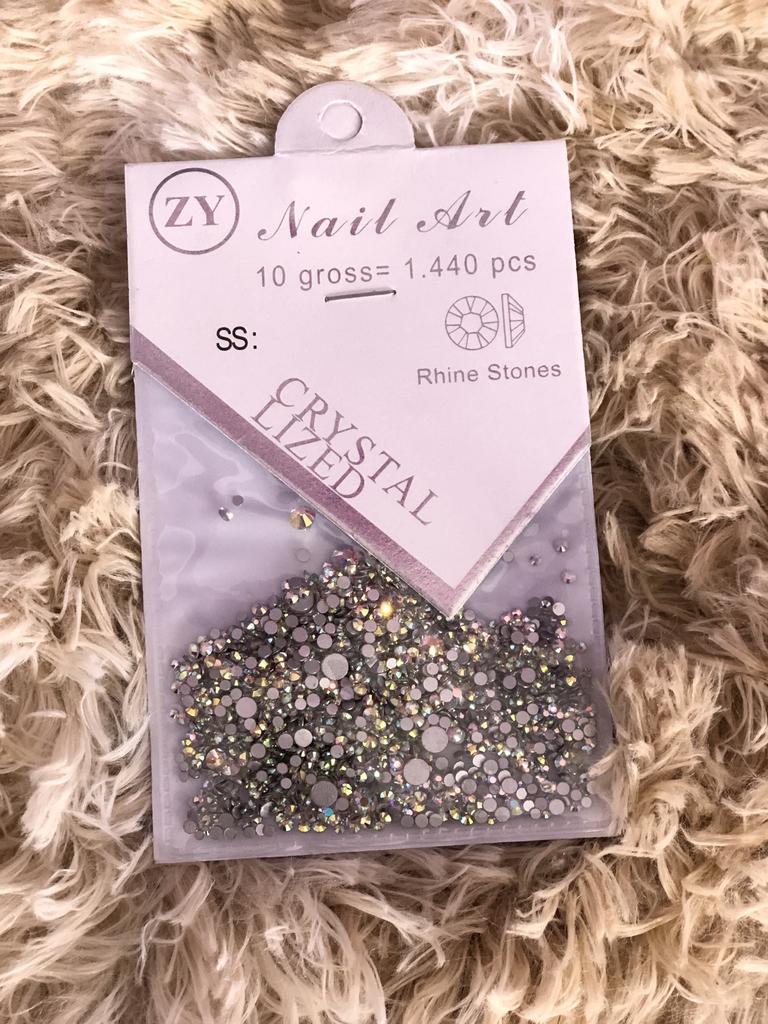 ZY
Nail Art
10 gross= 1.440 pcs
SS:
Rhine Stones
CRYSTAL
LIZED